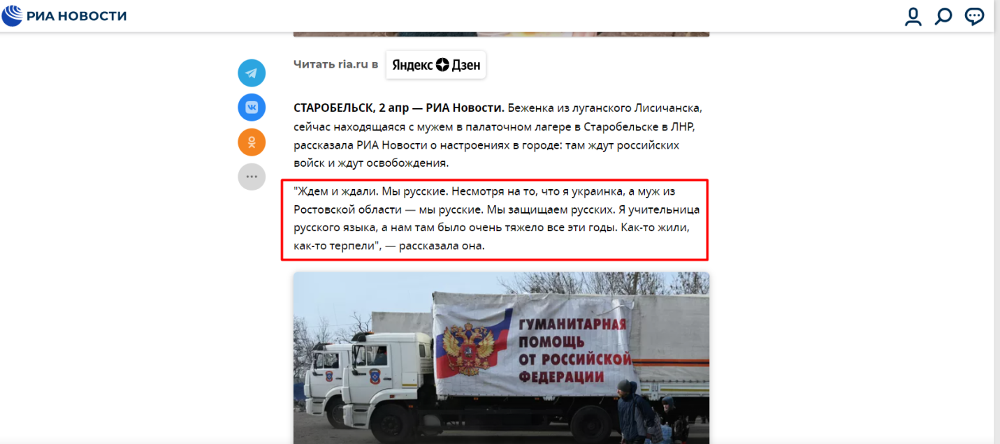 РИА НОВОСТИ
Читать ria.ru в
Яндекс Дзен
СТАРОБЕЛЬСК, 2 апр — РИА Новости. Беженка из луганского Лисичанска,
сейчас находящаяся с мужем в палаточном лагере в Старобельске в ЛНР,
рассказала РИА Новости о настроениях в городе: там ждут российских
войск и ждут освобождения.
"Ждем и ждали. Мы русские. Несмотря на то, что я украинка, а муж из
Ростовской области — мы русские. Мы защищаем русских. Я учительница
русского языка, а нам там было очень тяжело все эти годы. Как-то жили,
как-то терпели", — рассказала она.
ГУМАНИТАРНАЯ
ПОМОЩЬ
ОТ РОССИЙСКОЙ
ФЕДЕРАЦИИ